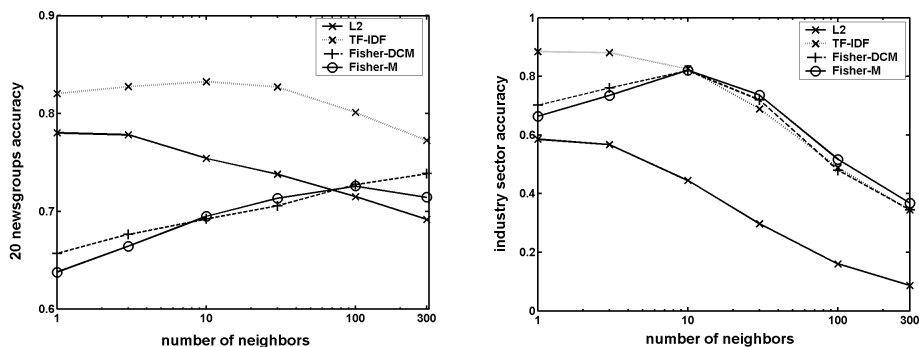 0.9
0.8
0.7
0.6
1
10
100
300
20 newsgroups accuracy
number of neighbors
L2
TF-IDF
Fisher-DCM
Fisher-M
1
0.8
0.6
0.4
0.2
0
1
10
100
300
industry sector accuracy
number of neighbors
L2
TF-IDF
Fisher-DCM
Fisher-M